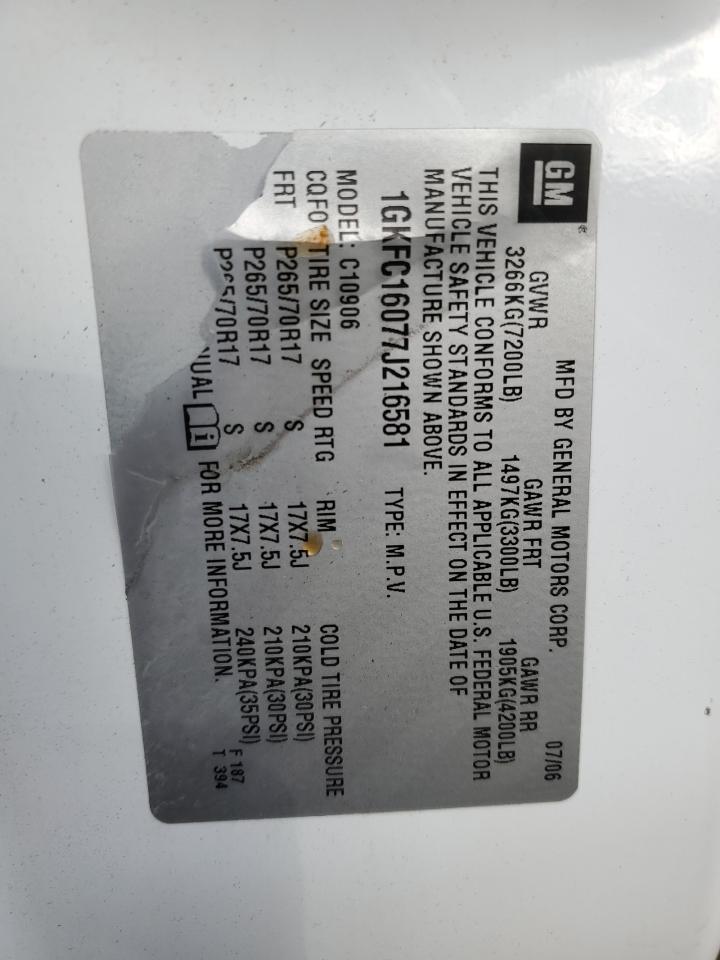 GM
MFD BY GENERAL MOTORS CORP. 07/06
GVWR GAWR FRT GAWR RR
3266KG(7200LB) 1497KG(3300LB) 1905KG(4200LB)
THIS VEHICLE CONFORMS TO ALL APPLICABLE U.S. FEDERAL MOTOR
VEHICLE SAFETY STANDARDS IN EFFECT ON THE DATE OF
MANUFACTURE SHOWN ABOVE.
1GKFC16077J216581 TYPE: M.P.V.
MODEL: C10906
TIRE SIZE SPEED RTG RIM COLD TIRE PRESSURE
FRT P265/70R17 S 17X7.5J 210KPA(30PSI)
P265/70R17 S 17X7.5J 210KPA(30PSI)
P265/70R17 S 17X7.5J 240KPA(35PSI)
FOR MORE INFORMATION.
F 187
T 394